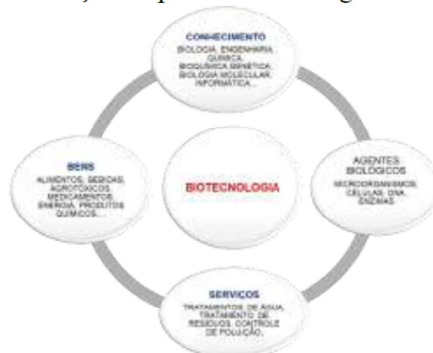 CONHECIMENTO
BIOLOGIA, ENGENHARIA,
QUÍMICA,
BIOQUÍMICA GENÉTICA,
BIOLOGIA MOLECULAR,
INFORMÁTICA...
BENS
ALIMENTOS, BEBIDAS,
AGROTÓXICOS,
MEDICAMENTOS,
ENERGIA, PRODUTOS
QUÍMICOS...
BIOTECNOLOGIA
AGENTES
BIOLÓGICOS
MICROORGANISMOS,
CÉLULAS, DNA,
ENZIMAS
SERVIÇOS
TRATAMENTOS DE ÁGUA,
TRATAMENTO DE
RESÍDUOS, CONTROLE
DE POLUIÇÃO,